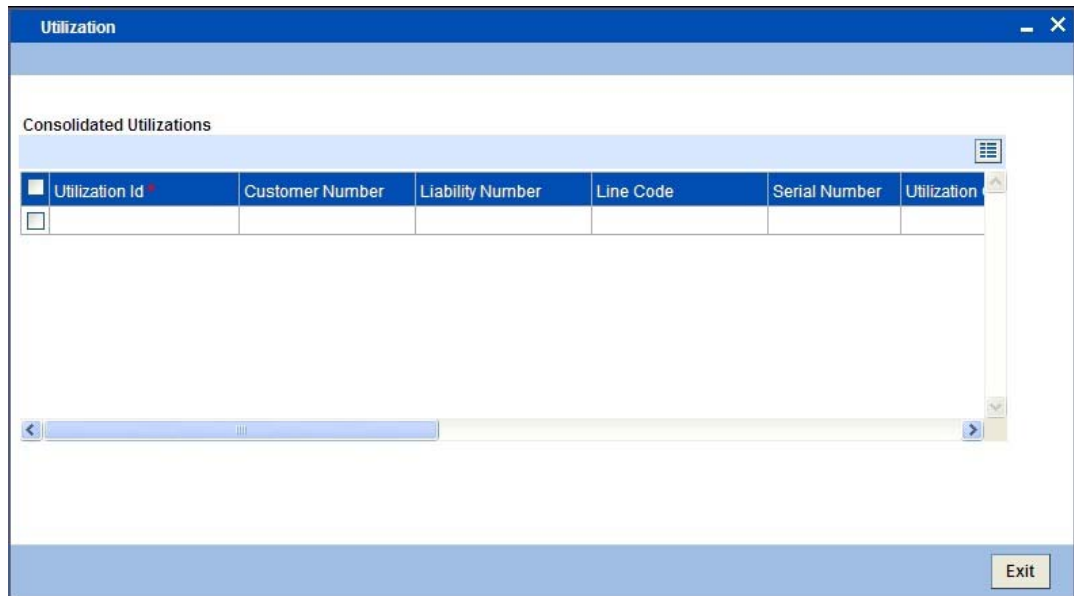 Utilization
Consolidated Utilizations
Utilization Id * Customer Number Liability Number Line Code Serial Number Utilization
Exit